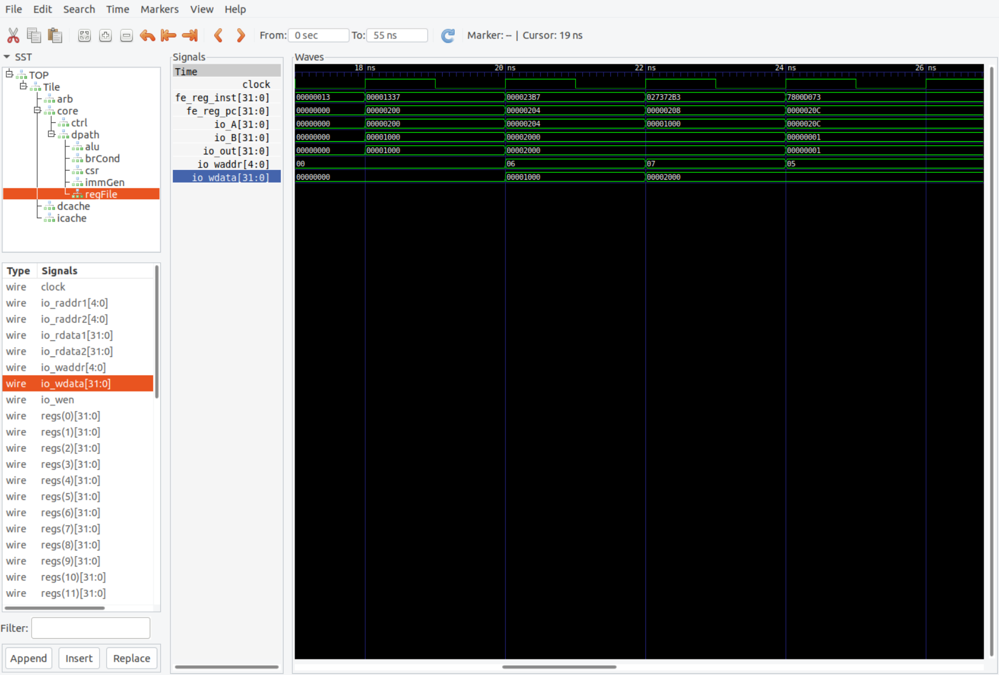 File Edit Search Time Markers View Help
From: 0 sec To: 55 ns Marker: -- | Cursor: 19 ns
SST
TOP
Tile
arb
core
ctrl
dpath
alu
brCond
csr
immGen
regFile
dcache
icache
Type Signals
wire clock
wire io_raddr1[4:0]
wire io_raddr2[4:0]
wire io_rdata1[31:0]
wire io_rdata2[31:0]
wire io_waddr[4:0]
wire io_wdata[31:0]
wire io_wen
wire regs(0)[31:0]
wire regs(1)[31:0]
wire regs(2)[31:0]
wire regs(3)[31:0]
wire regs(4)[31:0]
wire regs(5)[31:0]
wire regs(6)[31:0]
wire regs(7)[31:0]
wire regs(8)[31:0]
wire regs(9)[31:0]
wire regs(10)[31:0]
wire regs(11)[31:0]
Filter:
Append Insert Replace
Signals
Time
clock
fe_reg_inst[31:0]
fe_reg_pc[31:0]
io_A[31:0]
io_B[31:0]
io_out[31:0]
io_waddr[4:0]
io_wdata[31:0]
Waves
18 ns 20 ns 22 ns 24 ns 26 ns
00000013 00001337 000023B7 027372B3 7800D073
00000000 00000200 00000204 00000208 0000020C
00000000 00000200 00000204 00001000 0000020C
00000000 00001000 00002000 00000001
00000000 00001000 00002000 00000001
00 06 07 05
00000000 00001000 00002000